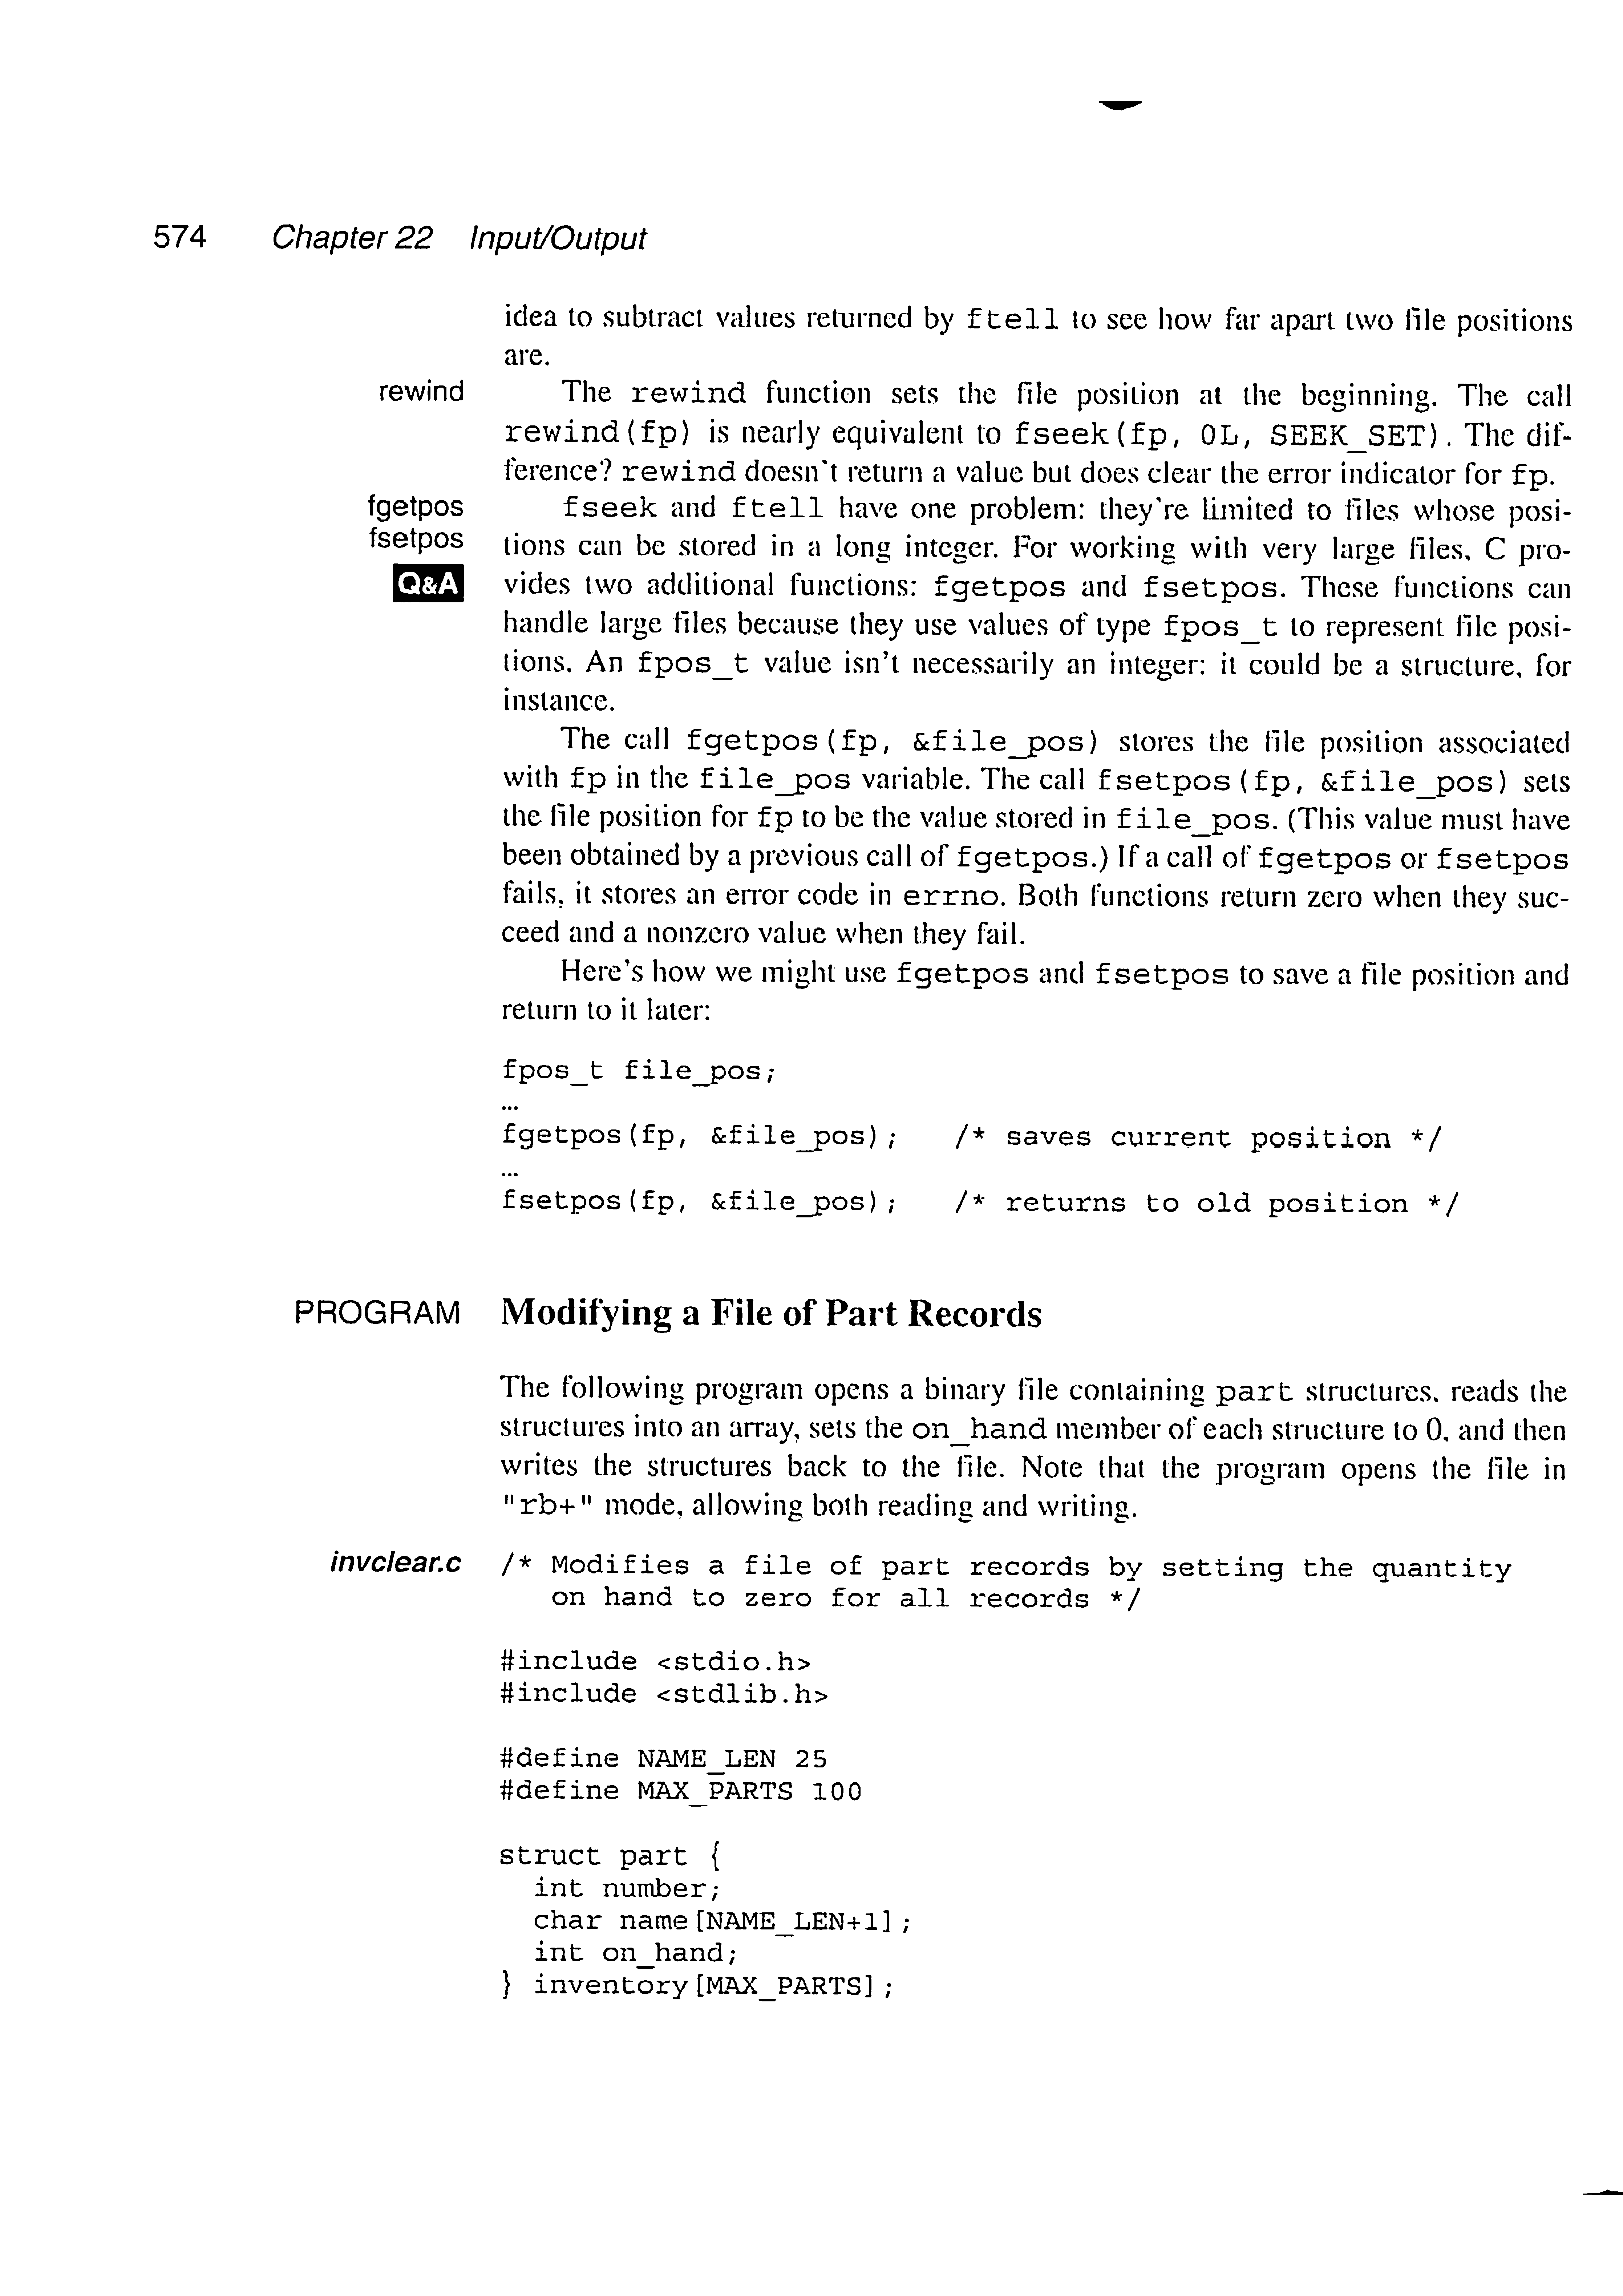 574 Chapter 22 Input/Output
idea to subtract values returned by ftell to see how far apart two file positions
are.
rewind The rewind function sets the file position at the beginning. The call
rewind(fp) is nearly equivalent to fseek(fp, 0L, SEEK_SET). The dif-
ference? rewind doesn't return a value but does clear the error indicator for fp.
fgetpos fseek and ftell have one problem: they're limited to files whose posi-
fsetpos tions can be stored in a long integer. For working with very large files, C pro-
Q&A vides two additional functions: fgetpos and fsetpos. These functions can
handle large files because they use values of type fpos_t to represent file posi-
tions. An fpos_t value isn't necessarily an integer: it could be a structure, for
instance.
The call fgetpos(fp, &file_pos) stores the file position associated
with fp in the file_pos variable. The call fsetpos(fp, &file_pos) sets
the file position for fp to be the value stored in file_pos. (This value must have
been obtained by a previous call of fgetpos.) If a call of fgetpos or fsetpos
fails, it stores an error code in errno. Both functions return zero when they suc-
ceed and a nonzero value when they fail.
Here's how we might use fgetpos and fsetpos to save a file position and
return to it later:
fpos_t file_pos;
…
fgetpos(fp, &file_pos); /* saves current position */
…
fsetpos(fp, &file_pos); /* returns to old position */
PROGRAM Modifying a File of Part Records
The following program opens a binary file containing part structures, reads the
structures into an array, sets the on_hand member of each structure to 0, and then
writes the structures back to the file. Note that the program opens the file in
"rb+" mode, allowing both reading and writing.
invclear.c /* Modifies a file of part records by setting the quantity
on hand to zero for all records */
#include <stdio.h>
#include <stdlib.h>
#define NAME_LEN 25
#define MAX_PARTS 100
struct part {
int number;
char name[NAME_LEN+1];
int on_hand;
} inventory[MAX_PARTS];